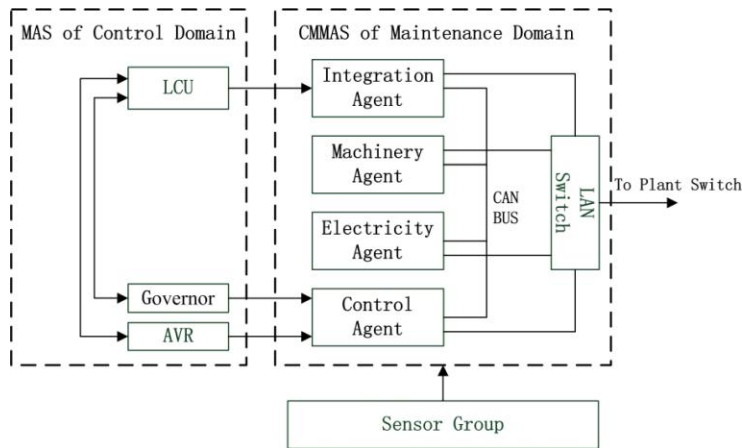 MAS of Control Domain
CMMAS of Maintenance Domain
LCU
Integration
Agent
Machinery
Agent
Electricity
Agent
CAN
BUS
LAN
Switch
To Plant Switch
Governor
AVR
Control
Agent
Sensor Group